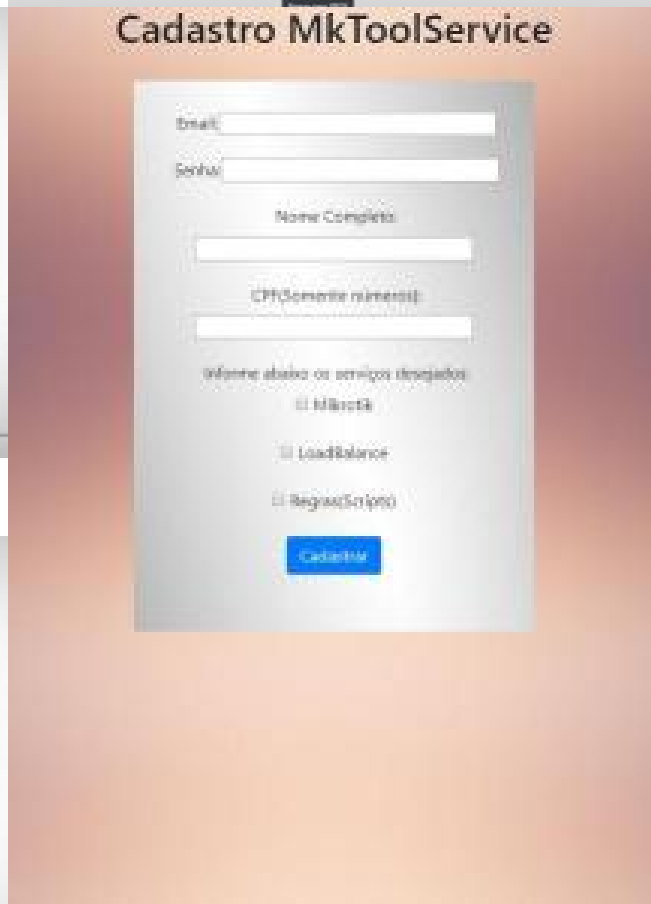 Cadastro MkToolService
Email:
Senha:
Nome Completo:
CPF(Somente números):
Informe abaixo os serviços desejados:
Mikrotik
LoadBalance
Regras(Scripts)
Cadastrar